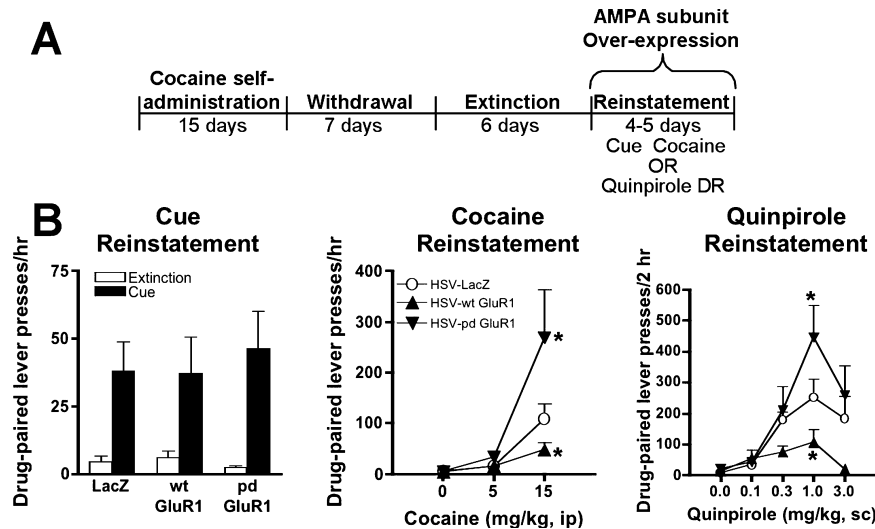 A
AMPA subunit
Over-expression
Cocaine self-
administration
Withdrawal
Extinction
Reinstatement
15 days
7 days
6 days
4-5 days
Cue Cocaine
OR
Quinpirole DR
B
Cue
Reinstatement
Drug-paired lever presses/hr
75
50
25
0
Extinction
Cue
LacZ
wt
GluR1
pd
GluR1
Cocaine
Reinstatement
Drug-paired lever presses/hr
400
300
200
100
0
HSV-LacZ
HSV-wt GluR1
HSV-pd GluR1
*
*
0
5
15
Cocaine (mg/kg, ip)
Quinpirole
Reinstatement
Drug-paired lever presses/2 hr
600
500
400
300
200
100
0
*
*
0.0
0.1
0.3
1.0
3.0
Quinpirole (mg/kg, sc)